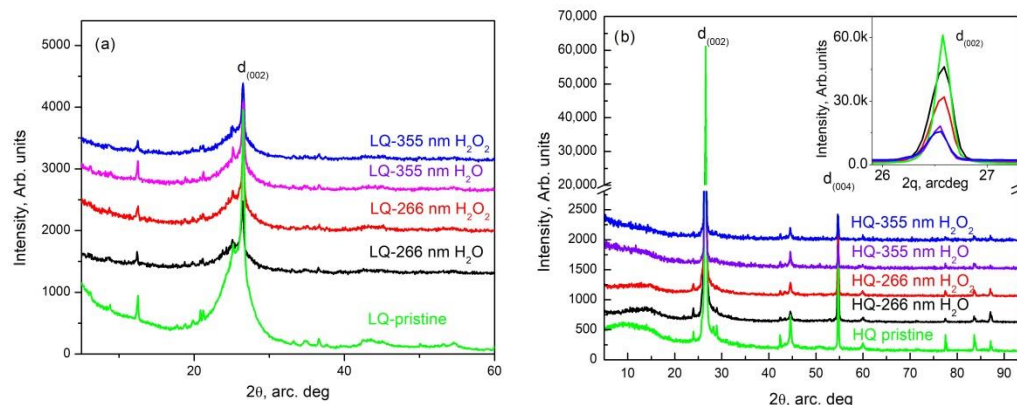 (a)
d(002)
5000
4000
3000
2000
1000
0
Intensity, Arb. units
LQ-355 nm H2O2
LQ-355 nm H2O
LQ-266 nm H2O2
LQ-266 nm H2O
LQ-pristine
20
40
60
2θ, arc. deg
(b)
d(002)
70,000
60,000
50,000
40,000
30,000
20,000
2500
2000
1500
1000
500
0
Intensity, Arb. units
60.0k
30.0k
0.0
Intensity, Arb.units
d(002)
26
27
2q, arcdeg
d(004)
HQ-355 nm H2O2
HQ-355 nm H2O
HQ-266 nm H2O2
HQ-266 nm H2O
HQ pristine
10
20
30
40
50
60
70
80
90
2θ, arc. deg